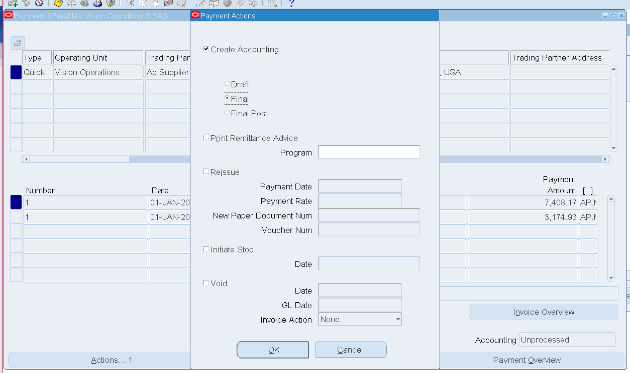 Payments (Payables, Vision Operations (USA))
Payment Actions
Type Operating Unit Trading Par Trading Partner Address
Quick Vision Operations Ad Supplier , USA
Create Accounting
Draft
Final
Final Post
Print Remittance Advice
Program
Reissue
Payment Date
Payment Rate
New Paper Document Num
Voucher Num
Initiate Stop
Date
Void
Date
GL Date
Invoice Action None
OK Cancel
Payment
Number Date Amount [ ]
1 01-JAN-20 7,408.17 AP.N
1 01-JAN-20 3,174.93 AP.N
Invoice Overview
Accounting Unprocessed
Actions... 1 Payment Overview